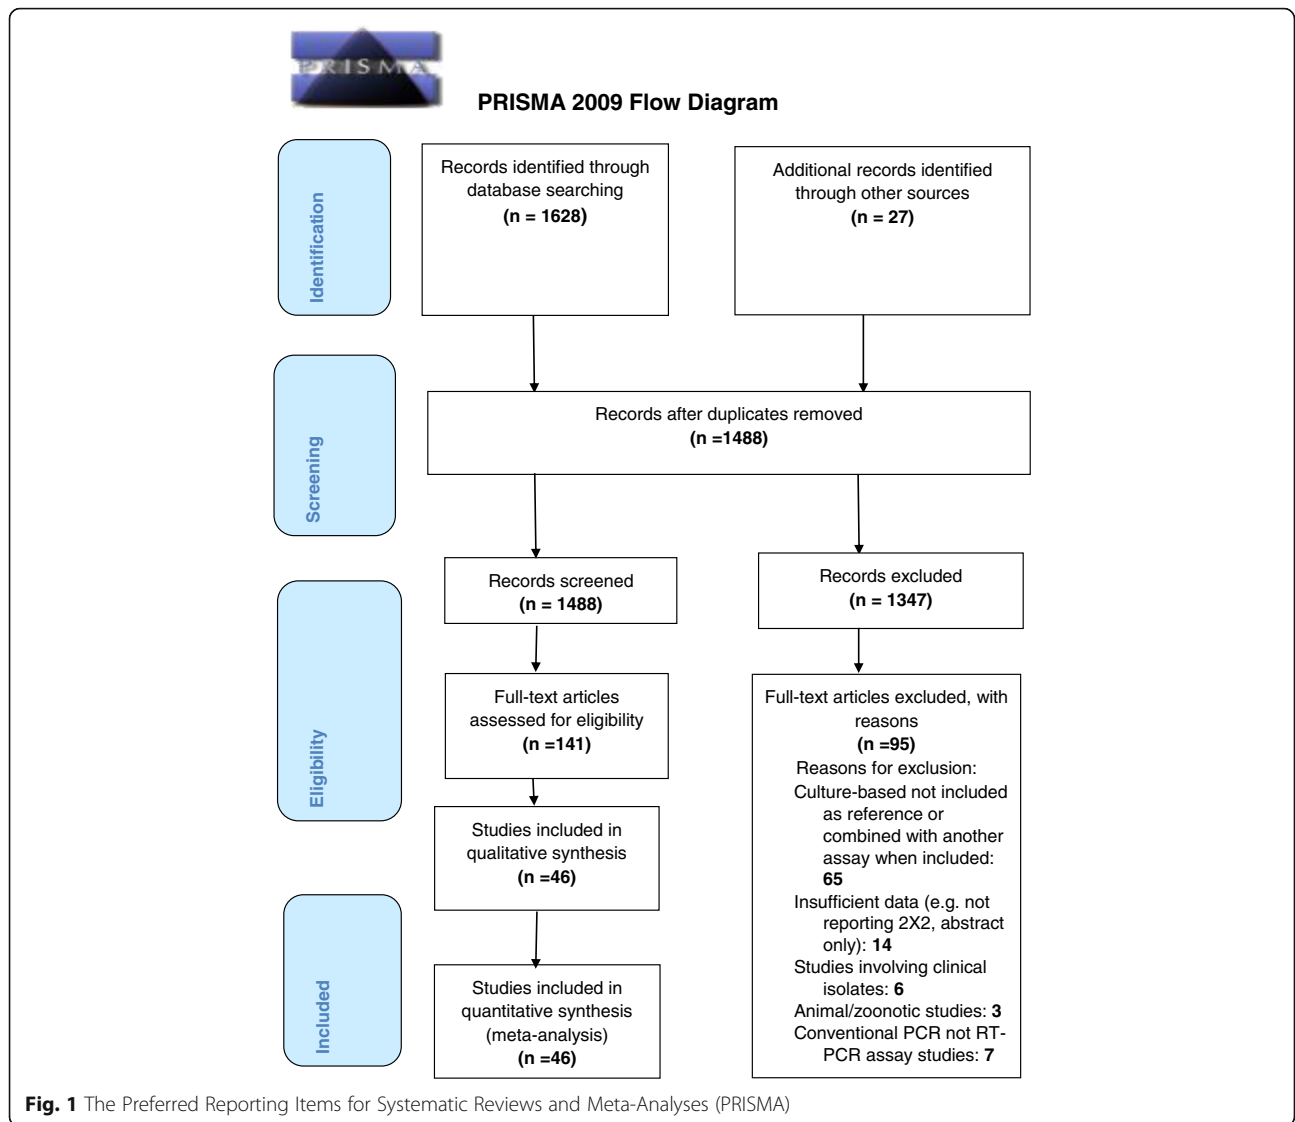 PRISMA
PRISMA 2009 Flow Diagram
Identification
Records identified through
database searching
(n = 1628)
Additional records identified
through other sources
(n = 27)
Screening
Records after duplicates removed
(n =1488)
Records screened
(n = 1488)
Records excluded
(n = 1347)
Eligibility
Full-text articles
assessed for eligibility
(n =141)
Full-text articles excluded, with
reasons
(n =95)
Reasons for exclusion:
Culture-based not included
as reference or
combined with another
assay when included:
65
Insufficient data (e.g. not
reporting 2X2, abstract
only): 14
Studies involving clinical
isolates: 6
Animal/zoonotic studies: 3
Conventional PCR not RT-
PCR assay studies: 7
Studies included in
qualitative synthesis
(n =46)
Included
Studies included in
quantitative synthesis
(meta-analysis)
(n =46)
Fig. 1 The Preferred Reporting Items for Systematic Reviews and Meta-Analyses (PRISMA)